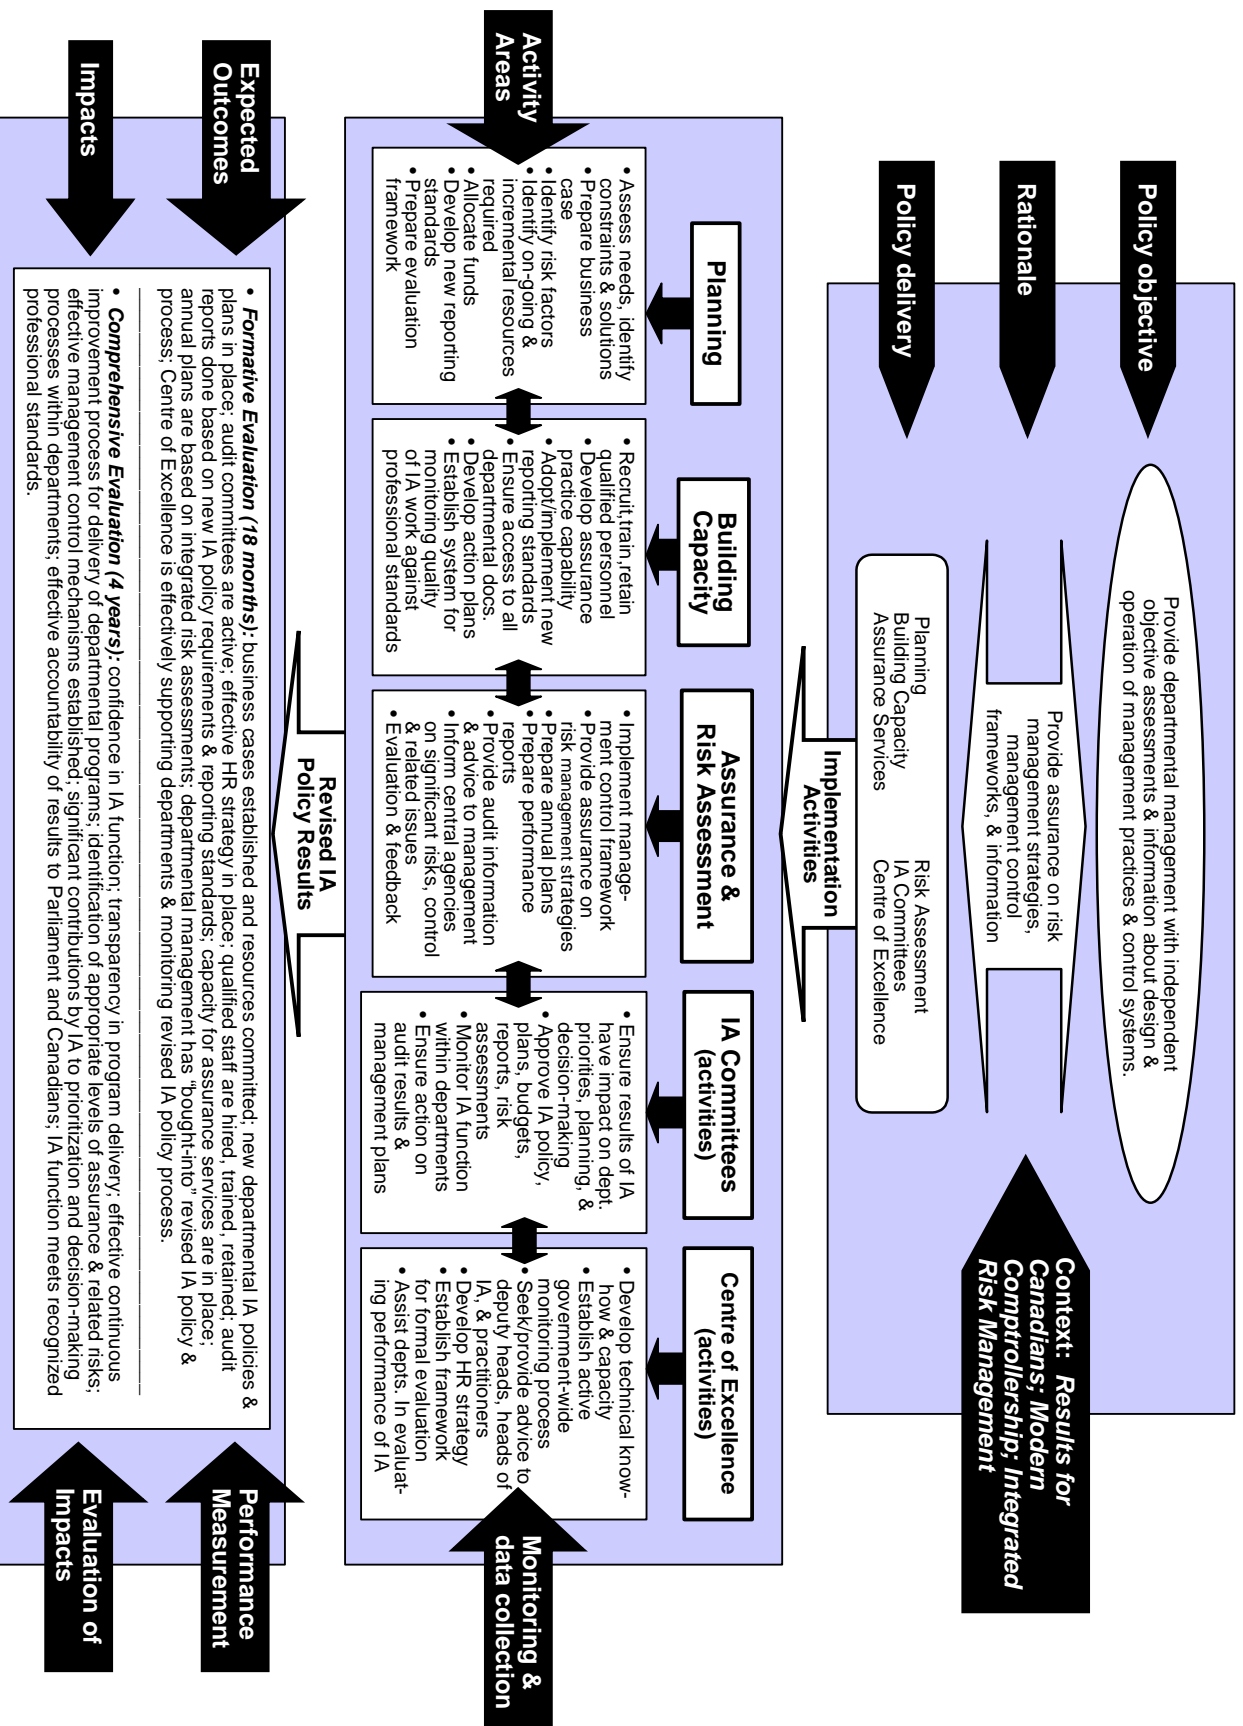 Policy objective
Provide departmental management with independent
objective assessments & information about design &
operation of management practices & control systems.
Rationale
Provide assurance on risk
management strategies,
management control
frameworks, & information
Context:  Results for
Canadians; Modern
Comptrollership; Integrated
Risk Management
Policy delivery
Planning
Building Capacity
Assurance Services
Risk Assessment
IA Committees
Centre of Excellence
Implementation
Activities
Activity
Areas
Planning
• Assess needs, identify
constraints & solutions
• Prepare business
case
• Identify risk factors
• Identify on-going &
incremental resources
required
• Allocate funds
• Develop new reporting
standards
• Prepare evaluation
framework
Building
Capacity
• Recruit,train,retain
qualified personnel
• Develop assurance
practice capability
• Adopt/implement new
reporting standards
• Ensure access to all
departmental docs.
• Develop action plans
• Establish system for
monitoring quality
of IA work against
professional standards
Assurance &
Risk Assessment
• Implement manage-
ment control framework
• Provide assurance on
risk management strategies
• Prepare annual plans
• Prepare performance
reports
• Provide audit information
& advice to management
• Inform central agencies
on significant risks, control
& related issues
• Evaluation & feedback
IA Committees
(activities)
• Ensure results of IA
have impact on dept.
priorities, planning, &
decision-making
• Approve IA policy,
plans, budgets,
reports, risk
assessments
• Monitor IA function
within departments
• Ensure action on
audit results &
management plans
Centre of Excellence
(activities)
• Develop technical know-
how & capacity
• Establish active
government-wide
monitoring process
• Seek/provide advice to
deputy heads, heads of
IA, & practitioners
• Develop HR strategy
• Establish framework
for formal evaluation
• Assist depts. In evaluat-
ing performance of IA
Monitoring &
data collection
Revised IA
Policy Results
Expected
Outcomes
• Formative Evaluation (18 months): business cases established and resources committed; new departmental IA policies &
plans in place; audit committees are active; effective HR strategy in place; qualified staff are hired, trained, retained; audit
reports done based on new IA policy requirements & reporting standards; capacity for assurance services are in place;
annual plans are based on integrated risk assessments; departmental management has "bought-into" revised IA policy &
process; Centre of Excellence is effectively supporting departments & monitoring revised IA policy process.
Performance
Measurement
Impacts
• Comprehensive Evaluation (4 years): confidence in IA function; transparency in program delivery; effective continuous
improvement process for delivery of departmental programs; identification of appropriate levels of assurance & related risks;
effective management control mechanisms established; significant contributions by IA to prioritization and decision-making
processes within departments; effective accountability of results to Parliament and Canadians; IA function meets recognized
professional standards.
Evaluation of
Impacts